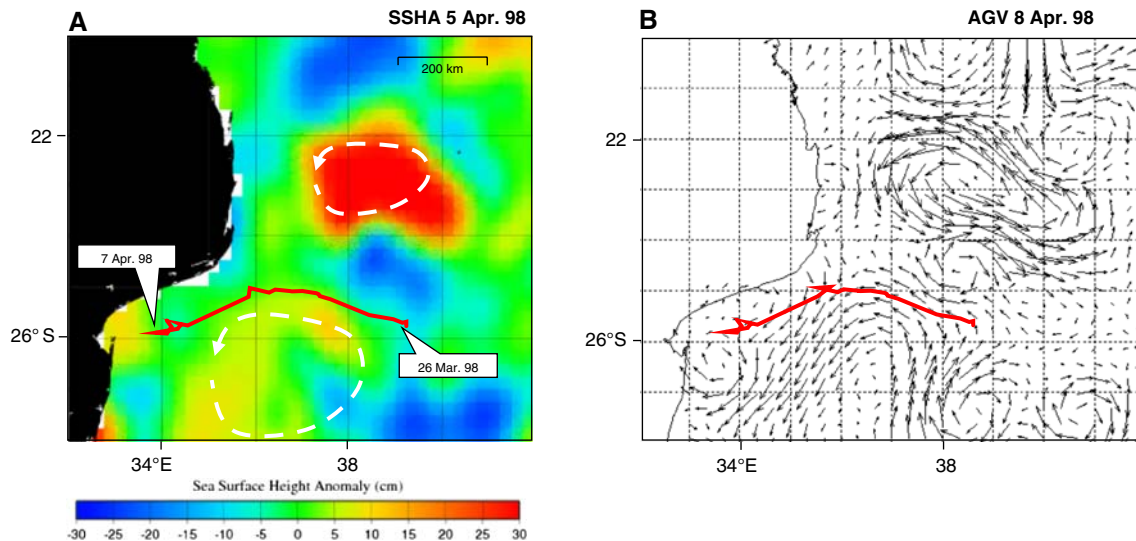 A
SSHA 5 Apr. 98
200 km
22
7 Apr. 98
26° S
26 Mar. 98
34°E
38
Sea Surface Height Anomaly (cm)
-30 -25 -20 -15 -10 -5 0 5 10 15 20 25 30
B
AGV 8 Apr. 98
22
26° S
34°E
38